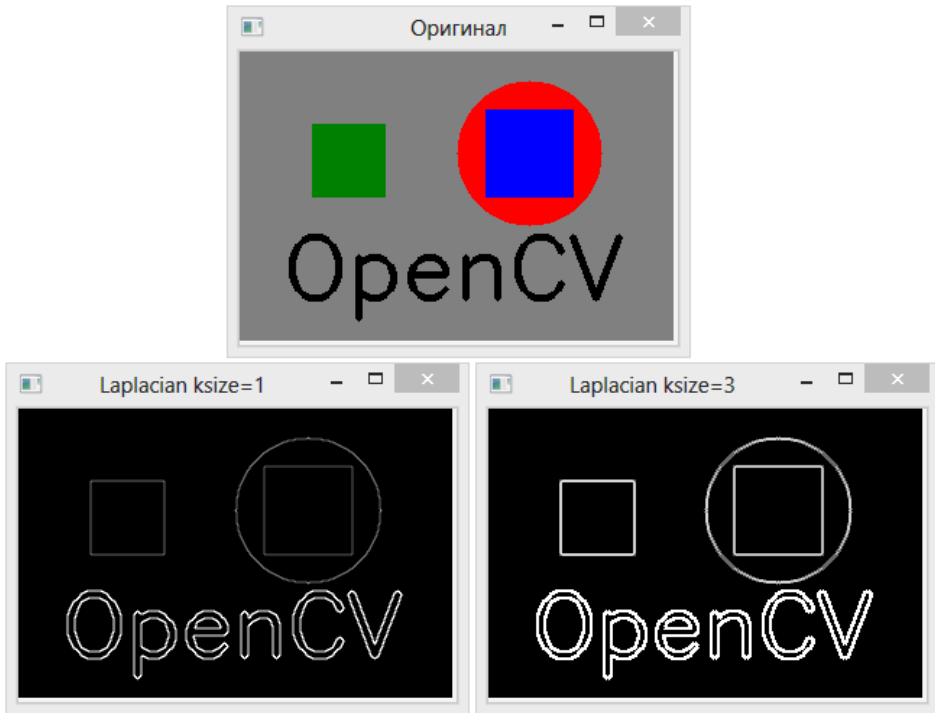 Оригинал
OpenCV
Laplacian ksize=1
Laplacian ksize=3
OpenCV
OpenCV